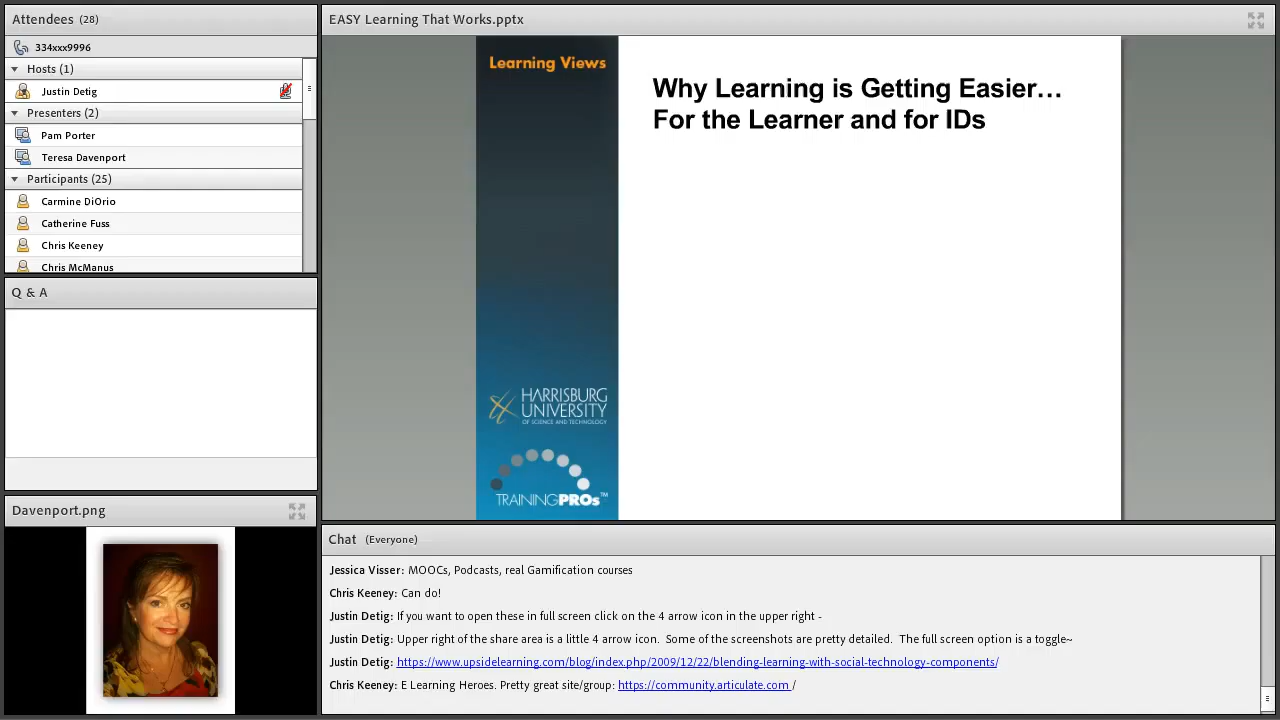 Attendees (28)
334xxx9996
Hosts (1)
Justin Detig
Presenters (2)
Pam Porter
Teresa Davenport
Participants (25)
Carmine DiOrio
Catherine Fuss
Chris Keeney
Chris McManus
Q & A
Davenport.png
EASY Learning That Works.pptx
Learning Views
HARRISBURG
UNIVERSITY
OF SCIENCE AND TECHNOLOGY
TRAININGPROs™
Why Learning is Getting Easier…
For the Learner and for IDs
Chat (Everyone)
Jessica Visser: MOOCs, Podcasts, real Gamification courses
Chris Keeney: Can do!
Justin Detig: If you want to open these in full screen click on the 4 arrow icon in the upper right -
Justin Detig: Upper right of the share area is a little 4 arrow icon. Some of the screenshots are pretty detailed. The full screen option is a toggle~
Justin Detig: https://www.upsidelearning.com/blog/index.php/2009/12/22/blending-learning-with-social-technology-components/
Chris Keeney: E Learning Heroes. Pretty great site/group: https://community.articulate.com /